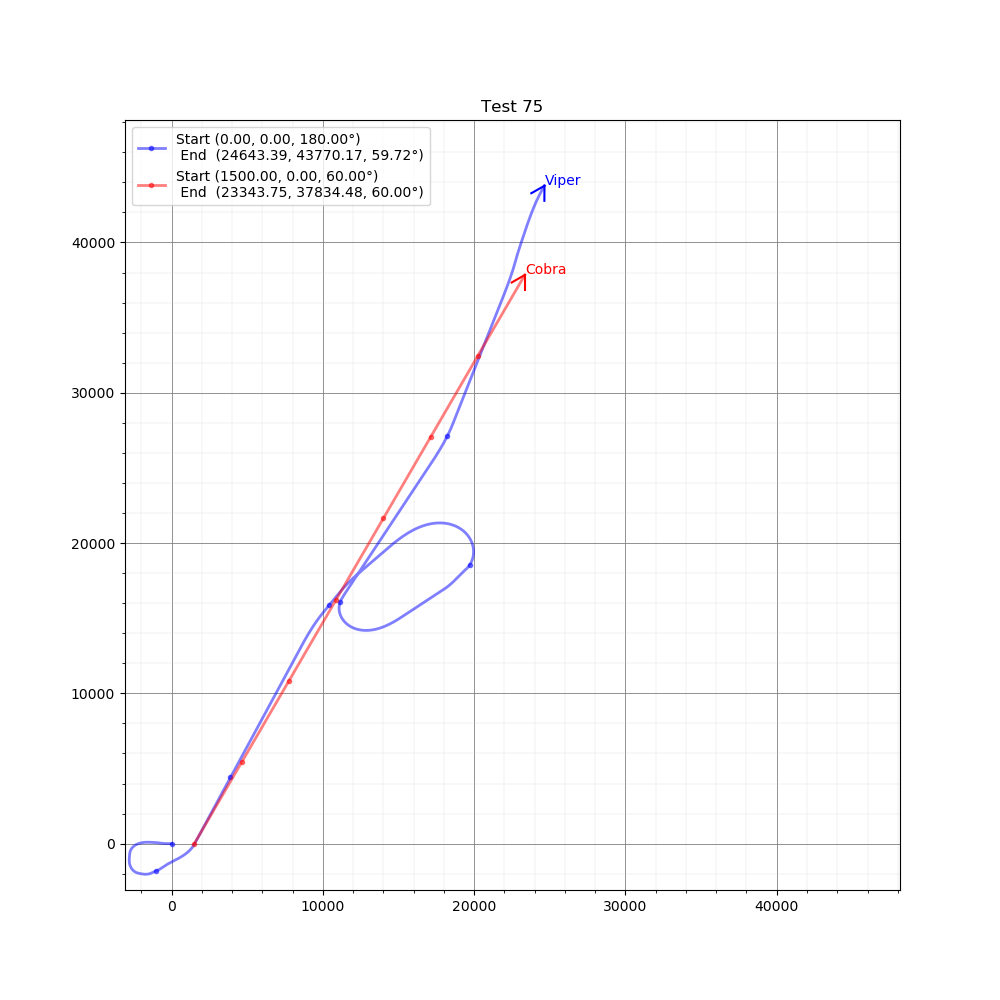 Test 75
Start (0.00, 0.00, 180.00°)
End (24643.39, 43770.17, 59.72°)
Start (1500.00, 0.00, 60.00°)
End (23343.75, 37834.48, 60.00°)
Viper
Cobra
40000
30000
20000
10000
0
0
10000
20000
30000
40000